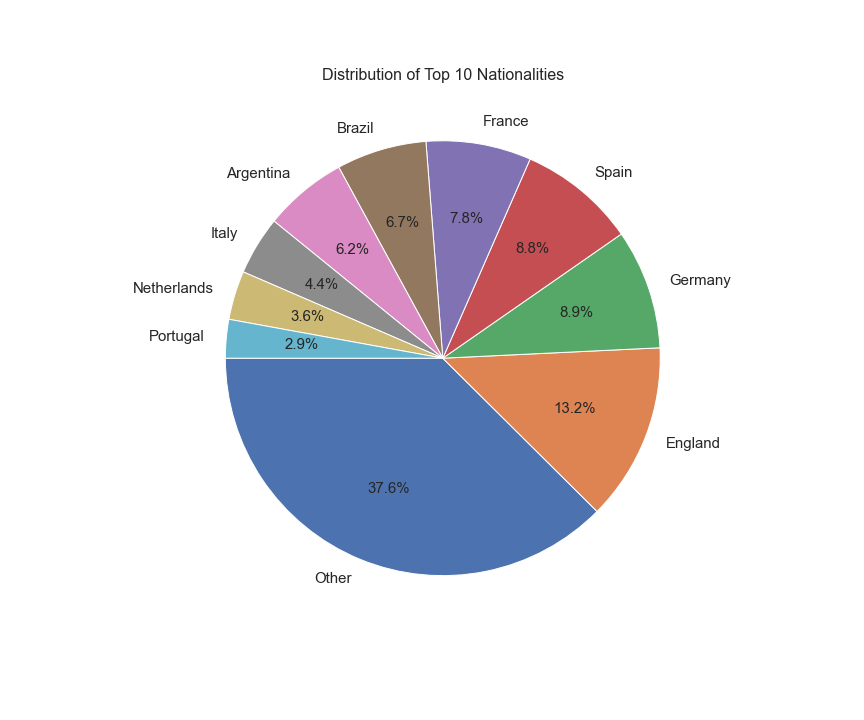 Distribution of Top 10 Nationalities
France
Brazil
Spain
Argentina
7.8%
6.7%
Italy
6.2%
8.8%
Germany
4.4%
Netherlands
3.6%
8.9%
Portugal
2.9%
13.2%
England
37.6%
Other